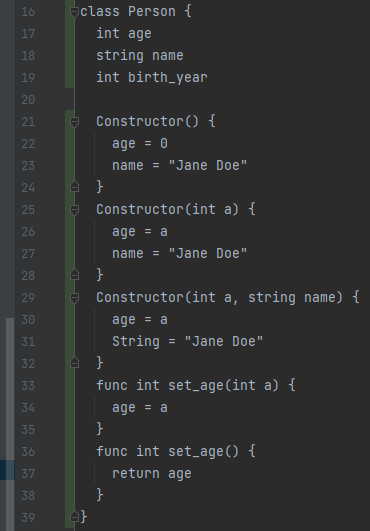 16 class Person {
17   int age
18   string name
19   int birth_year
20
21   Constructor() {
22     age = 0
23     name = "Jane Doe"
24   }
25   Constructor(int a) {
26     age = a
27     name = "Jane Doe"
28   }
29   Constructor(int a, string name) {
30     age = a
31     String = "Jane Doe"
32   }
33   func int set_age(int a) {
34     age = a
35   }
36   func int set_age() {
37     return age
38   }
39 }